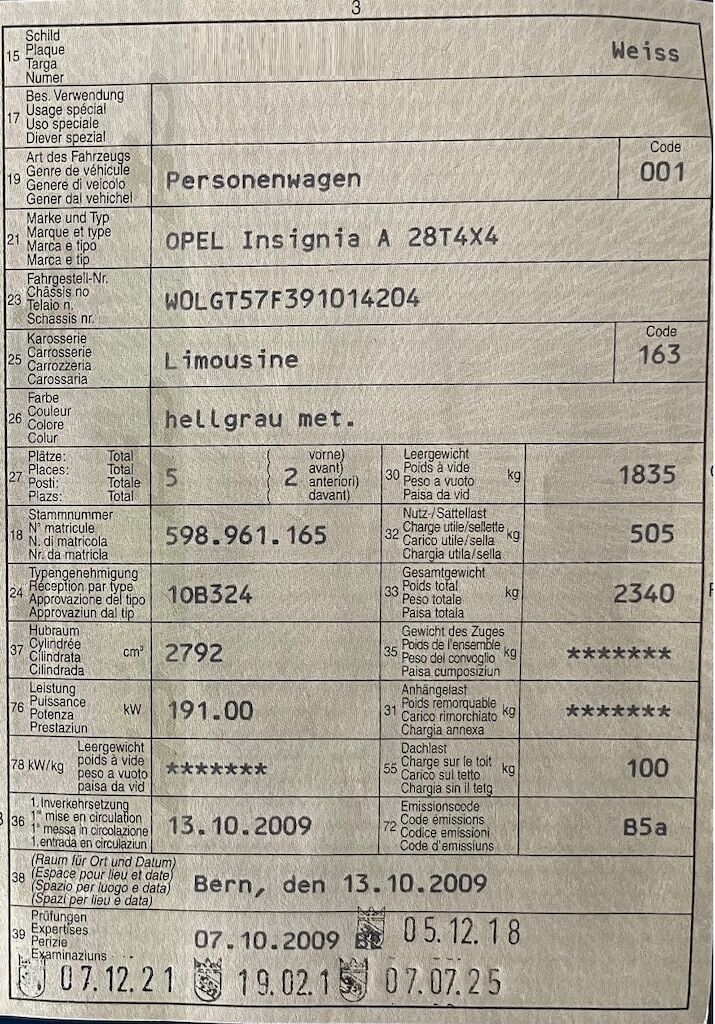 3
15 Schild Plaque Targa Numer Weiss
17 Bes. Verwendung Usage spécial Uso speciale Diever spezial
19 Art des Fahrzeugs Genre de véhicule Genere di veicolo Gener dal vehichel Personenwagen Code 001
21 Marke und Typ Marque et type Marca e tipo Marca e tip OPEL Insignia A 28T4X4
23 Fahrgestell-Nr. Châssis no Telaio n. Schassis nr. WOLGT57F391014204
25 Karosserie Carrosserie Carrozzeria Carossaria Limousine Code 163
26 Farbe Couleur Colore Colur hellgrau met.
27 Plätze: Total Places: Total Posti: Totale Plazs: Total 5 ( 2 vorne) ( avant) ( anteriori) ( davant) 30 Leergewicht Poids à vide Peso a vuoto Paisa da vid kg 1835
18 Stammnummer N° matricule N. di matricola Nr. da matricla 598.961.165 32 Nutz-/Sattellast Charge utile/sellette Carico utile/sella Chargia utila/sella kg 505
24 Typengenehmigung Réception par type Approvazione del tipo Approvaziun dal tip 1OB324 33 Gesamtgewicht Poids total Peso totale Paisa totala kg 2340
37 Hubraum Cylindrée Cilindrata Cilindrada cm³ 2792 35 Gewicht des Zuges Poids de l'ensemble Peso del convoglio Paisa cumposiziun kg *******
76 Leistung Puissance Potenza Prestaziun kW 191.00 31 Anhängelast Poids remorquable Carico rimorchiato Chargia annexa kg *******
78 kW/kg Leergewicht poids à vide peso a vuoto paisa da vid ******* 55 Dachlast Charge sur le toit Carico sul tetto Chargia sin il tetg kg 100
36 1. Inverkehrsetzung 1re mise en circulation 1a messa in circolazione 1. entrada en circulaziun 13.10.2009 72 Emissionscode Code émissions Codice emissioni Code d'emissiuns B5a
38 (Raum für Ort und Datum) (Espace pour lieu et date) (Spazio per luogo e data) (Spazi per lieu e data) Bern, den 13.10.2009
39 Prüfungen Expertises Perizie Examinaziuns 07.10.2009 05.12.18
07.12.21 19.02.1 07.07.25